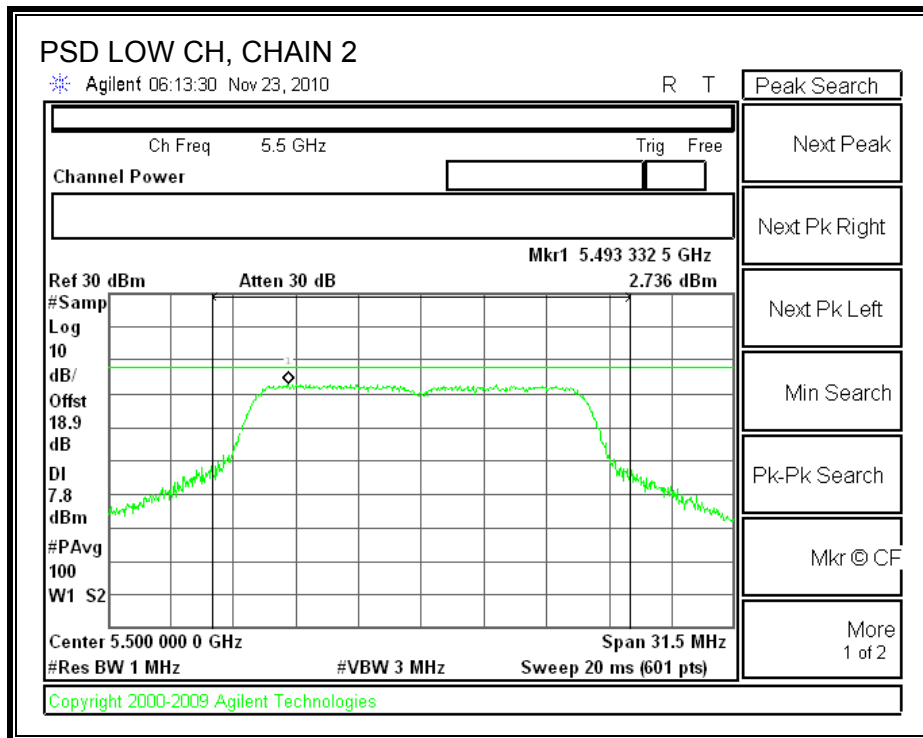 PSD LOW CH, CHAIN 2
Agilent 06:13:30 Nov 23, 2010 R T
Peak Search
Ch Freq 5.5 GHz Trig Free
Channel Power
Mkr1 5.493 332 5 GHz
Ref 30 dBm Atten 30 dB 2.736 dBm
#Samp
Log
10
dB/
Offst
18.9
dB
DI
7.8
dBm
#PAvg
100
W1 S2
1
Center 5.500 000 0 GHz Span 31.5 MHz
#Res BW 1 MHz #VBW 3 MHz Sweep 20 ms (601 pts)
Copyright 2000-2009 Agilent Technologies
Next Peak
Next Pk Right
Next Pk Left
Min Search
Pk-Pk Search
Mkr © CF
More
1 of 2